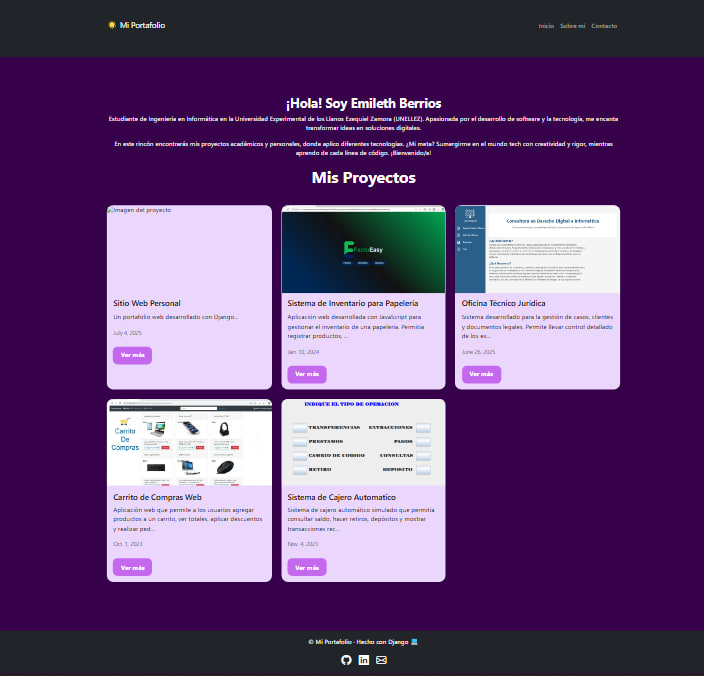 Mi Portafolio
Inicio Sobre mí Contacto
¡Hola! Soy Emileth Berrios
Estudiante de Ingeniería en Informática en la Universidad Experimental de los Llanos Ezequiel Zamora (UNELLEZ). Apasionada por el desarrollo de software y la tecnología, me encanta
transformar ideas en soluciones digitales.
En este rincón encontrarás mis proyectos académicos y personales, donde aplico diferentes tecnologías. ¿Mi meta? Sumergirme en el mundo tech con creatividad y rigor, mientras
aprendo de cada línea de código. ¡Bienvenido/a!
Mis Proyectos
Imagen del proyecto
Sitio Web Personal
Un portafolio web desarrollado con Django...
July 4, 2025
Ver más
FactuEasy
Sistema de Inventario para Papelería
Aplicación web desarrollada con JavaScript para
gestionar el inventario de una papelería. Permitía
registrar productos, ...
Jan. 10, 2024
Ver más
Consultora en Derecho Digital e Informática
Oficina Técnico Jurídica
Sistema desarrollado para la gestión de casos, clientes
y documentos legales. Permite llevar control detallado
de los es...
June 26, 2025
Ver más
Carrito
De
Compras
Carrito de Compras Web
Aplicación web que permite a los usuarios agregar
productos a un carrito, ver totales, aplicar descuentos
y realizar ped...
Oct. 1, 2023
Ver más
INDIQUE EL TIPO DE OPERACION
TRANSFERENCIAS EXTRACIONES
PRESTAMOS PAGOS
CAMBIO DE CODIGO CONSULTAS
RETIRO DEPOSITO
Sistema de Cajero Automatico
Sistema de cajero automático simulado que permitía
consultar saldo, hacer retiros, depósitos y mostrar
transacciones rec...
Nov. 4, 2023
Ver más
© Mi Portafolio - Hecho con Django